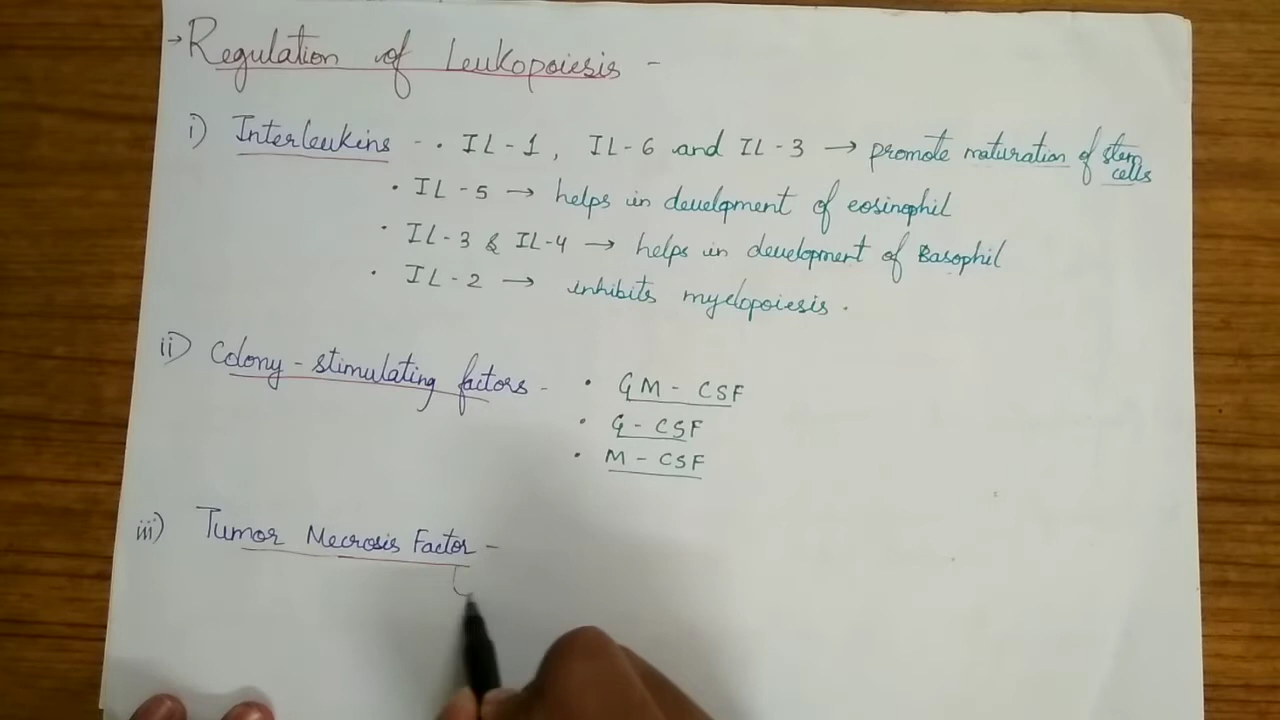 → Regulation of Leukopoiesis -
i) Interleukins - • IL-1, IL-6 and IL-3 → promote maturation of stem cells
• IL-5 → helps in development of eosinophil
• IL-3 & IL-4 → helps in development of Basophil
• IL-2 → inhibits myelopoiesis.
ii) Colony-stimulating factors - • GM-CSF
• G-CSF
• M-CSF
iii) Tumor Necrosis Factor -